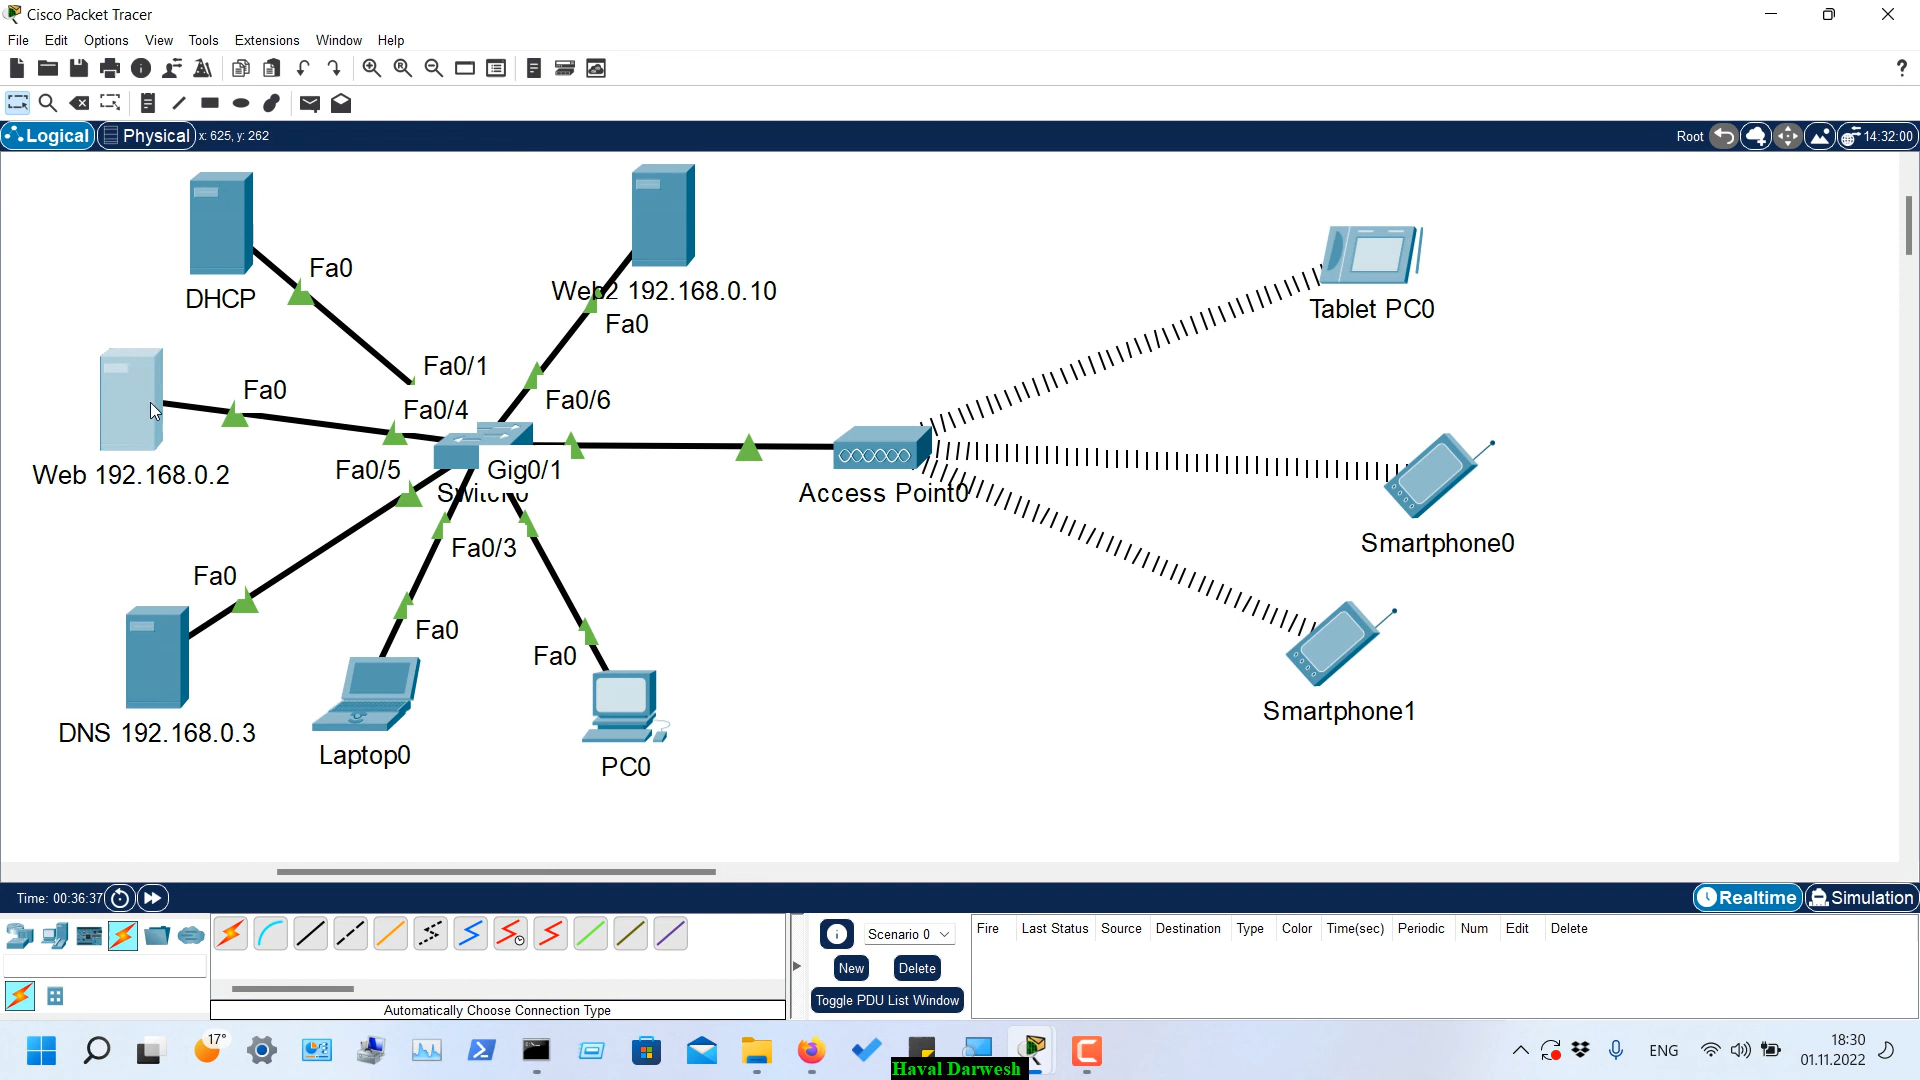 Cisco Packet Tracer
File Edit Options View Tools Extensions Window Help
?
Logical Physical x: 625, y: 262 Root 14:32:00
DHCP
Fa0
Web2 192.168.0.10
Fa0
Tablet PC0
Fa0/1
Fa0
Fa0/4
Fa0/6
Web 192.168.0.2
Fa0/5
Gig0/1
Switch0
Access Point0
Smartphone0
Fa0/3
Fa0
Fa0
Fa0
DNS 192.168.0.3
Laptop0
PC0
Smartphone1
Time: 00:36:37 Realtime Simulation
Scenario 0
New Delete
Toggle PDU List Window
Fire Last Status Source Destination Type Color Time(sec) Periodic Num Edit Delete
Automatically Choose Connection Type
17°
Haval Darwesh
ENG
18:30
01.11.2022